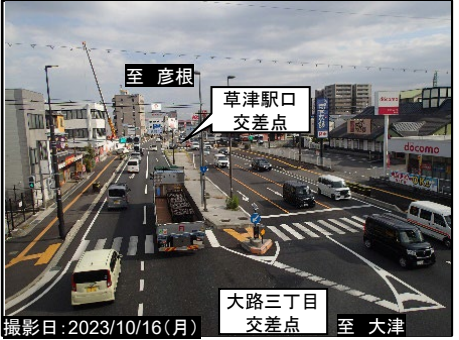 至 彦根
草津駅口
交差点
docomo
大路三丁目
交差点
至 大津
撮影日:2023/10/16(月)